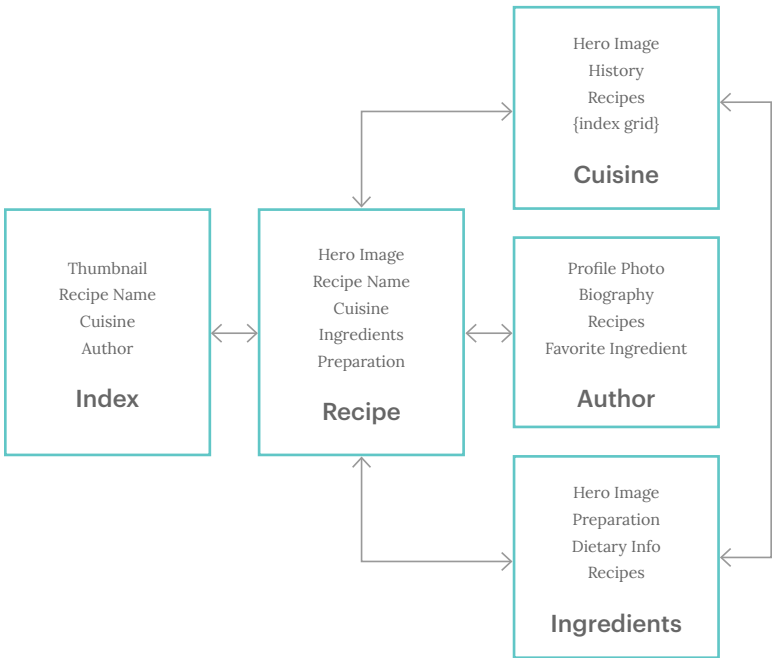 Thumbnail
Recipe Name
Cuisine
Author
Index
Hero Image
Recipe Name
Cuisine
Ingredients
Preparation
Recipe
Hero Image
History
Recipes
{index grid}
Cuisine
Profile Photo
Biography
Recipes
Favorite Ingredient
Author
Hero Image
Preparation
Dietary Info
Recipes
Ingredients